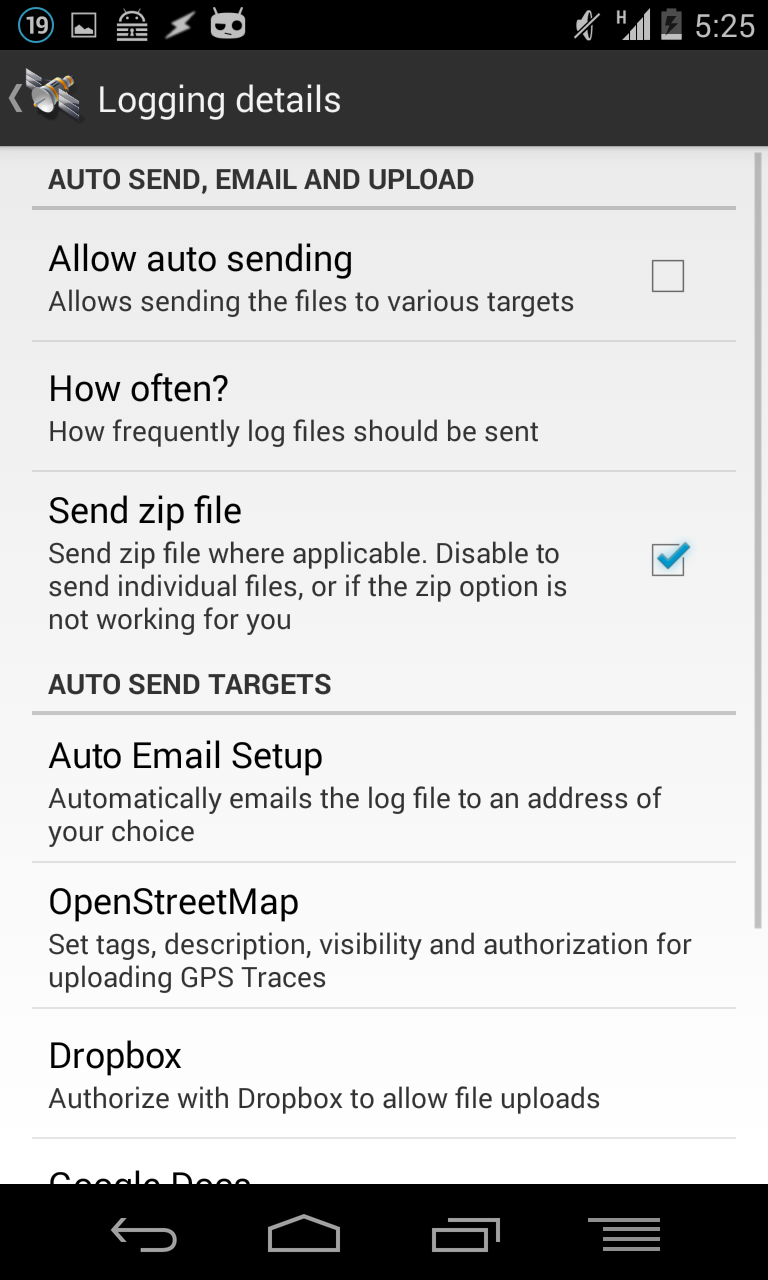 19
H
5:25
Logging details
AUTO SEND, EMAIL AND UPLOAD
Allow auto sending
Allows sending the files to various targets
How often?
How frequently log files should be sent
Send zip file
Send zip file where applicable. Disable to
send individual files, or if the zip option is
not working for you
AUTO SEND TARGETS
Auto Email Setup
Automatically emails the log file to an address of
your choice
OpenStreetMap
Set tags, description, visibility and authorization for
uploading GPS Traces
Dropbox
Authorize with Dropbox to allow file uploads
Google Docs